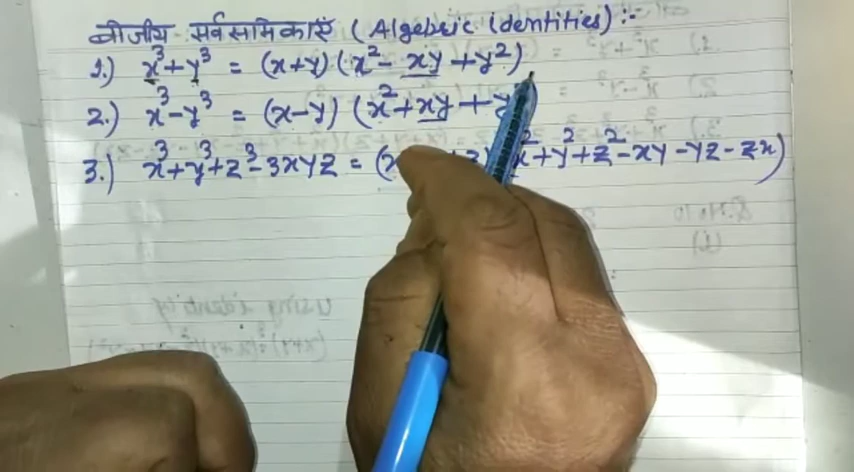 बीजीय सर्वसमिकाएं (Algebric identities) :-
1.) x³+y³ = (x+y) (x²- xy +y²)
2.) x³-y³ = (x-y) (x²+xy +y
3.) x³+y³+z³-3xyz = (x +z) x²+y²+z²-xy-yz-zx)